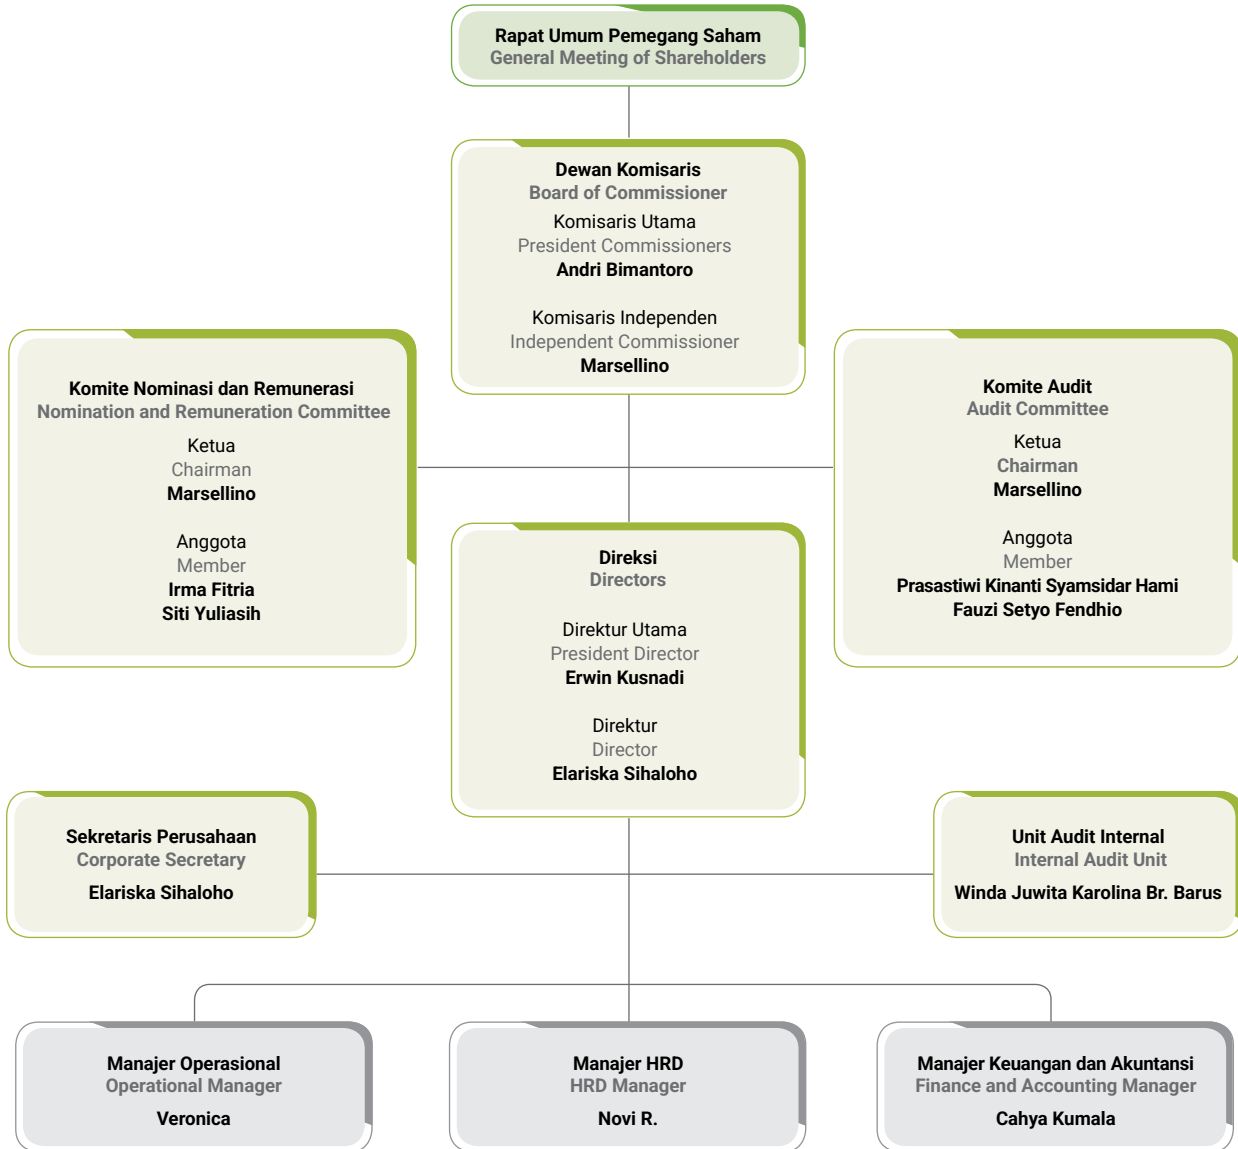 Rapat Umum Pemegang Saham
General Meeting of Shareholders
Dewan Komisaris
Board of Commissioner
Komisaris Utama
President Commissioners
Andri Bimantoro
Komisaris Independen
Independent Commissioner
Marsellino
Komite Nominasi dan Remunerasi
Nomination and Remuneration Committee
Ketua
Chairman
Marsellino
Anggota
Member
Irma Fitria
Siti Yuliasih
Komite Audit
Audit Committee
Ketua
Chairman
Marsellino
Anggota
Member
Prasastiwi Kinanti Syamsidar Hami
Fauzi Setyo Fendhio
Direksi
Directors
Direktur Utama
President Director
Erwin Kusnadi
Direktur
Director
Elariska Sihaloho
Sekretaris Perusahaan
Corporate Secretary
Elariska Sihaloho
Unit Audit Internal
Internal Audit Unit
Winda Juwita Karolina Br. Barus
Manajer Operasional
Operational Manager
Veronica
Manajer HRD
HRD Manager
Novi R.
Manajer Keuangan dan Akuntansi
Finance and Accounting Manager
Cahya Kumala